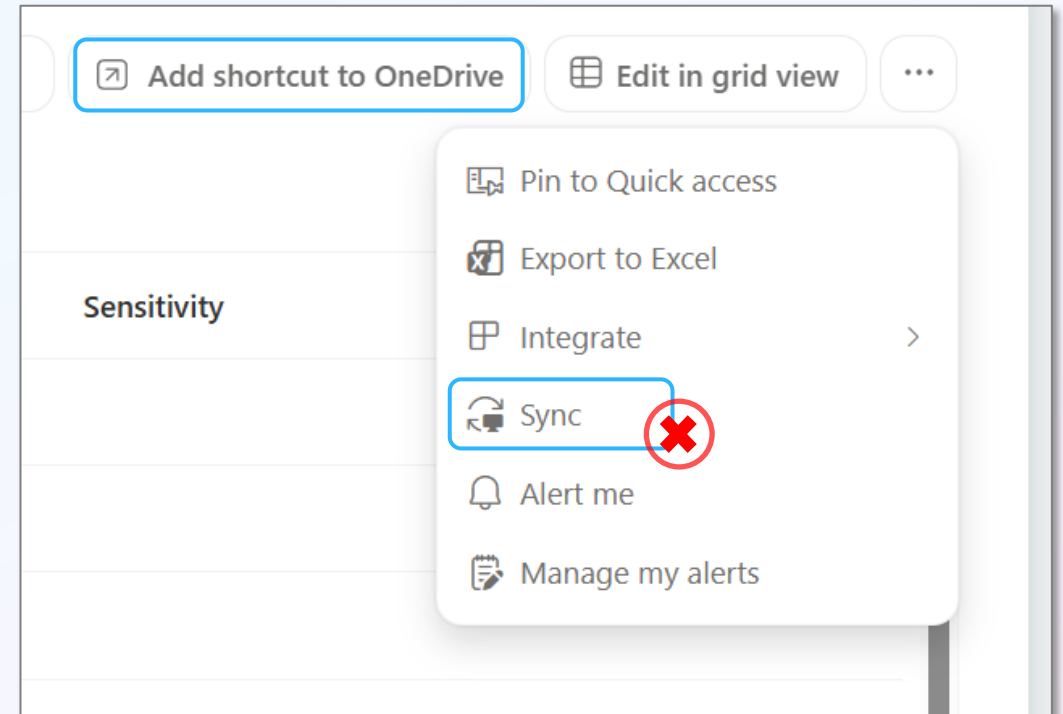 Add shortcut to OneDrive
Edit in grid view
Pin to Quick access
Export to Excel
Sensitivity
Integrate
Sync
Alert me
Manage my alerts